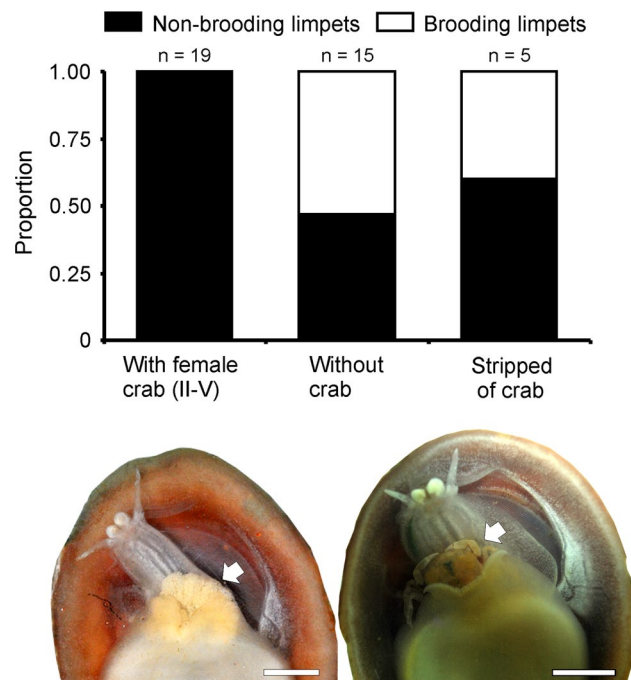 Non-brooding limpets Brooding limpets
n = 19 n = 15 n = 5
1.00
0.75
0.50
0.25
0
Proportion
With female Without Stripped
crab (II-V) crab of crab